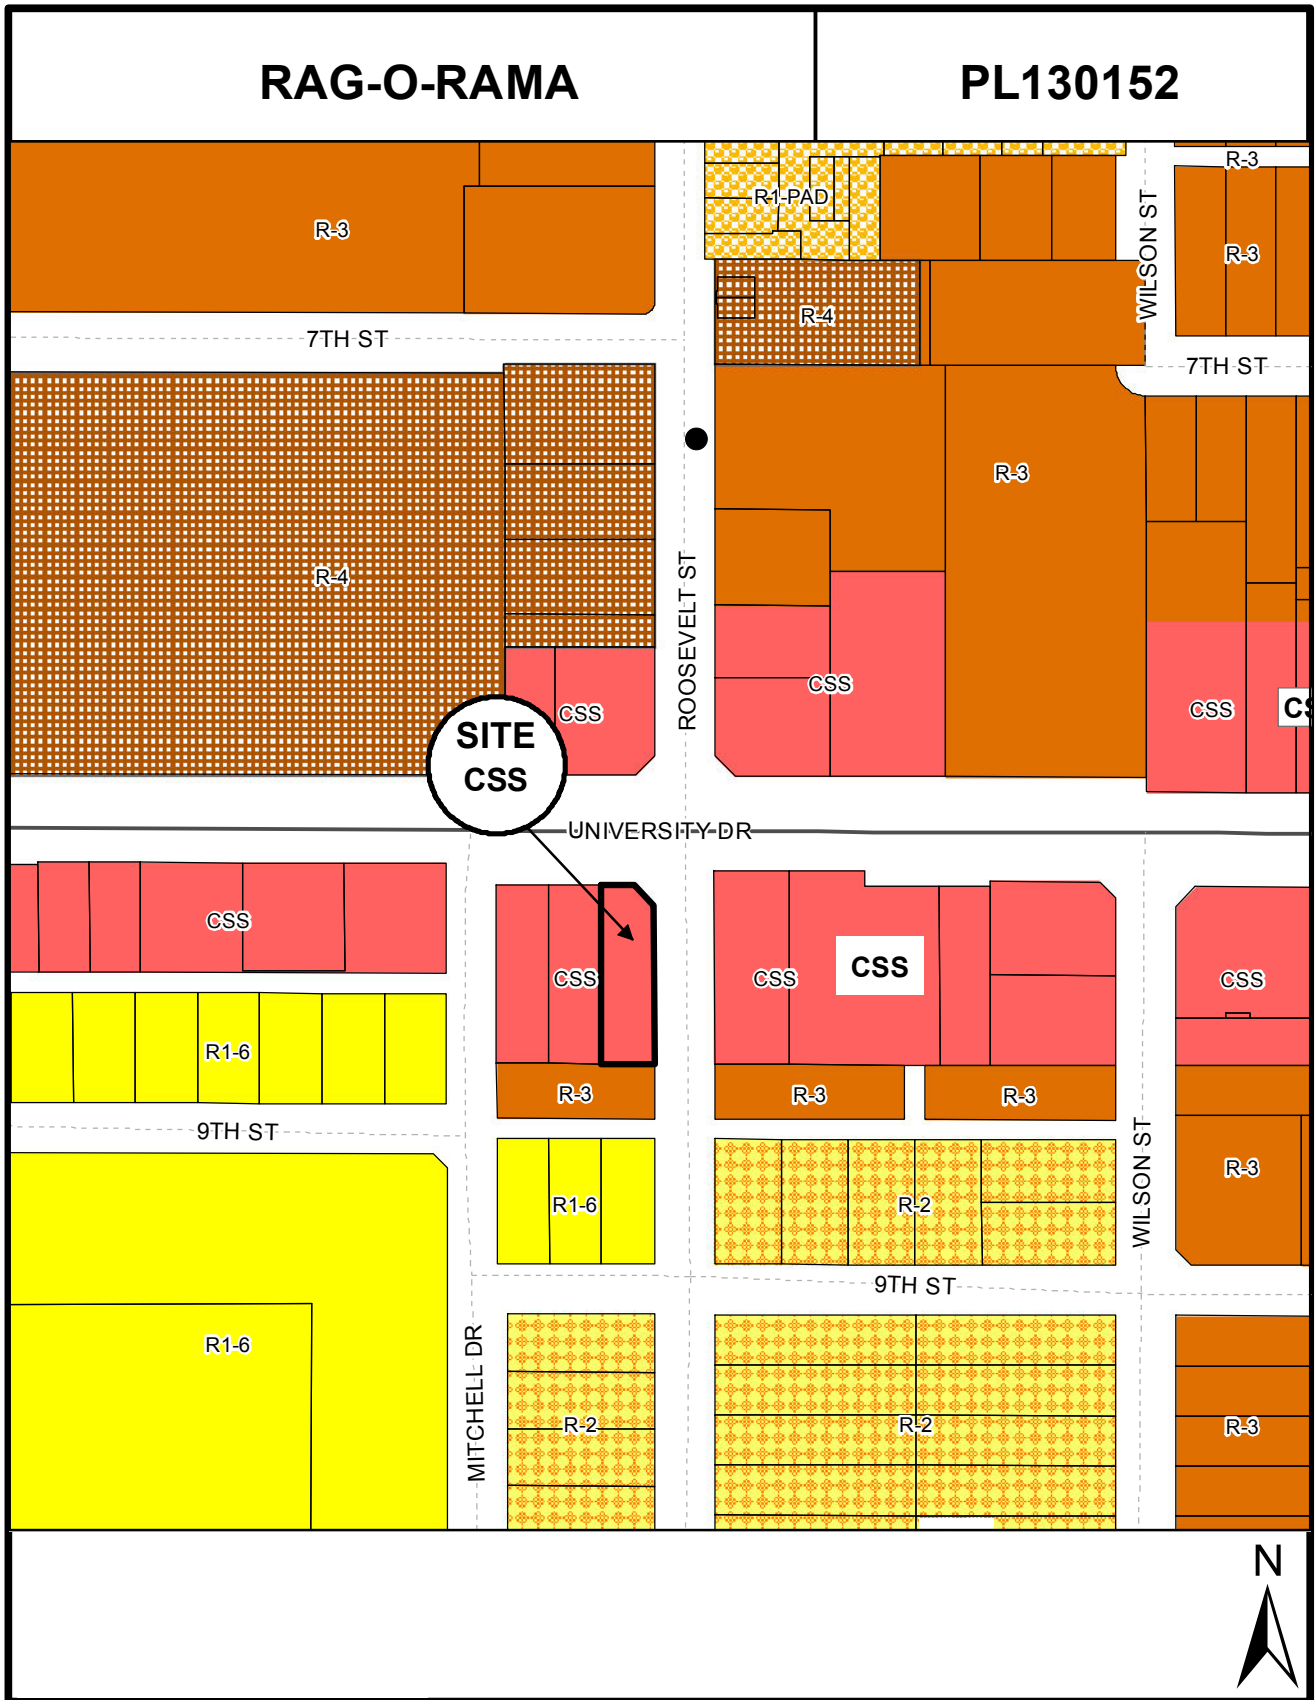 RAG-O-RAMA
PL130152
R-3
R1-PAD
R-3
R-3
WILSON ST
R-4
7TH ST
7TH ST
R-3
R-4
ROOSEVELT ST
CSS
CSS
CSS
SITE
CSS
UNIVERSITY DR
CSS
CSS
CSS
CSS
CSS
R1-6
R-3
R-3
R-3
9TH ST
WILSON ST
R-3
R1-6
R-2
9TH ST
R1-6
MITCHELL DR
R-2
R-2
R-3
N